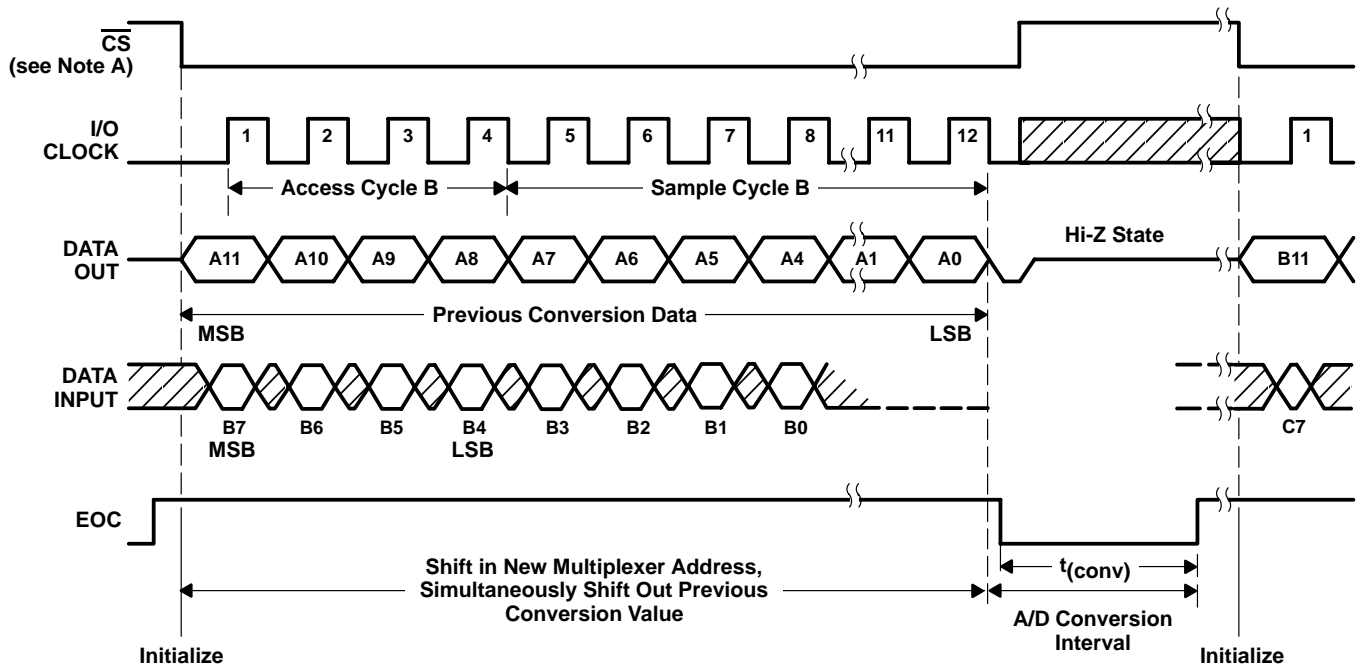 CS
(see Note A)
I/O
CLOCK
1 2 3 4 5 6 7 8 11 12 1
Access Cycle B Sample Cycle B
DATA
OUT
A11 A10 A9 A8 A7 A6 A5 A4 A1 A0 Hi-Z State B11
Previous Conversion Data
MSB LSB
DATA
INPUT
B7 B6 B5 B4 B3 B2 B1 B0 C7
MSB LSB
EOC
Shift in New Multiplexer Address,
Simultaneously Shift Out Previous
Conversion Value
t(conv)
A/D Conversion
Interval
Initialize Initialize